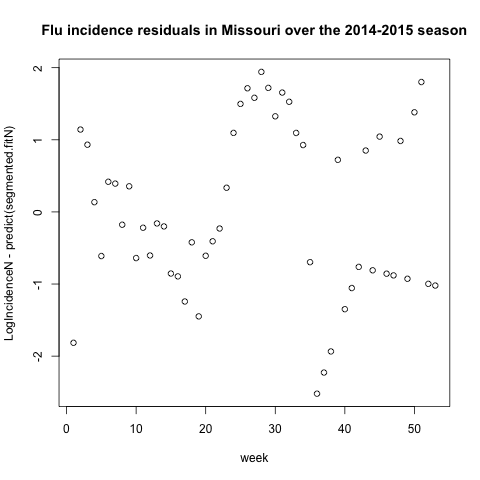 Flu incidence residuals in Missouri over the 2014-2015 season
LogIncidenceN - predict(segmented.fitN)
2
1
0
-1
-2
0 10 20 30 40 50
week